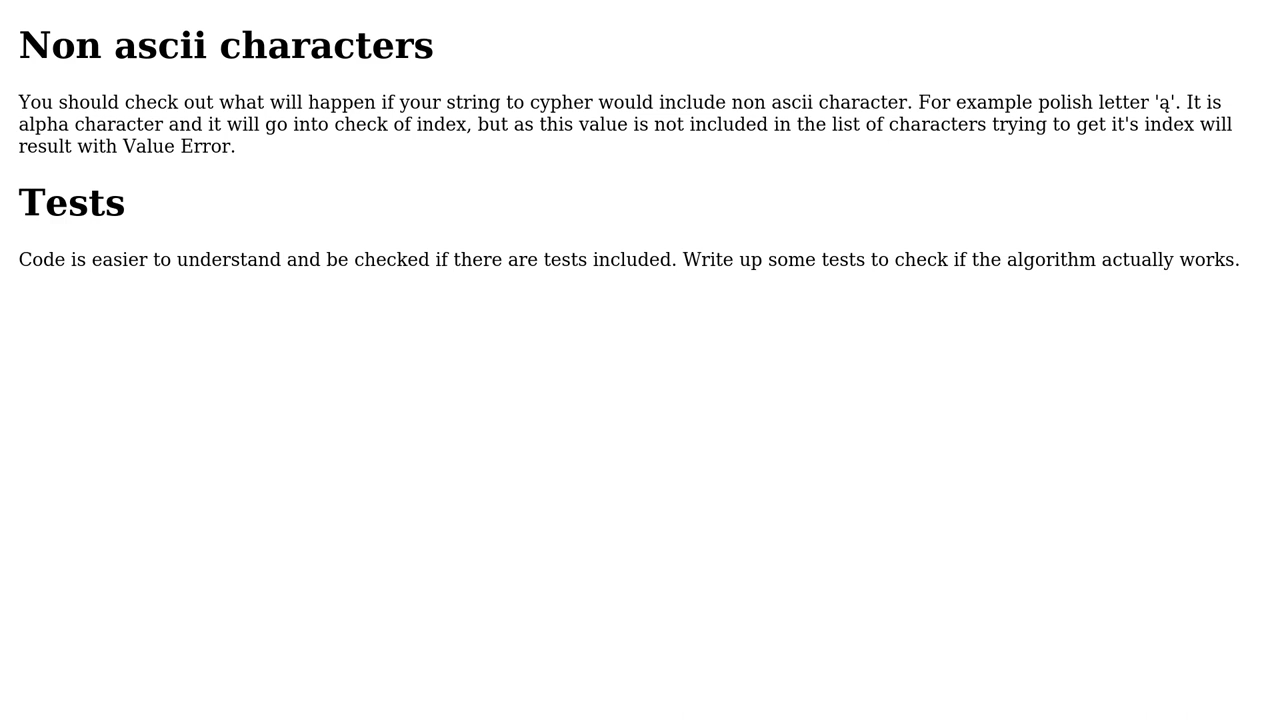 Non ascii characters
You should check out what will happen if your string to cypher would include non ascii character. For example polish letter 'ą'. It is
alpha character and it will go into check of index, but as this value is not included in the list of characters trying to get it's index will
result with Value Error.
Tests
Code is easier to understand and be checked if there are tests included. Write up some tests to check if the algorithm actually works.